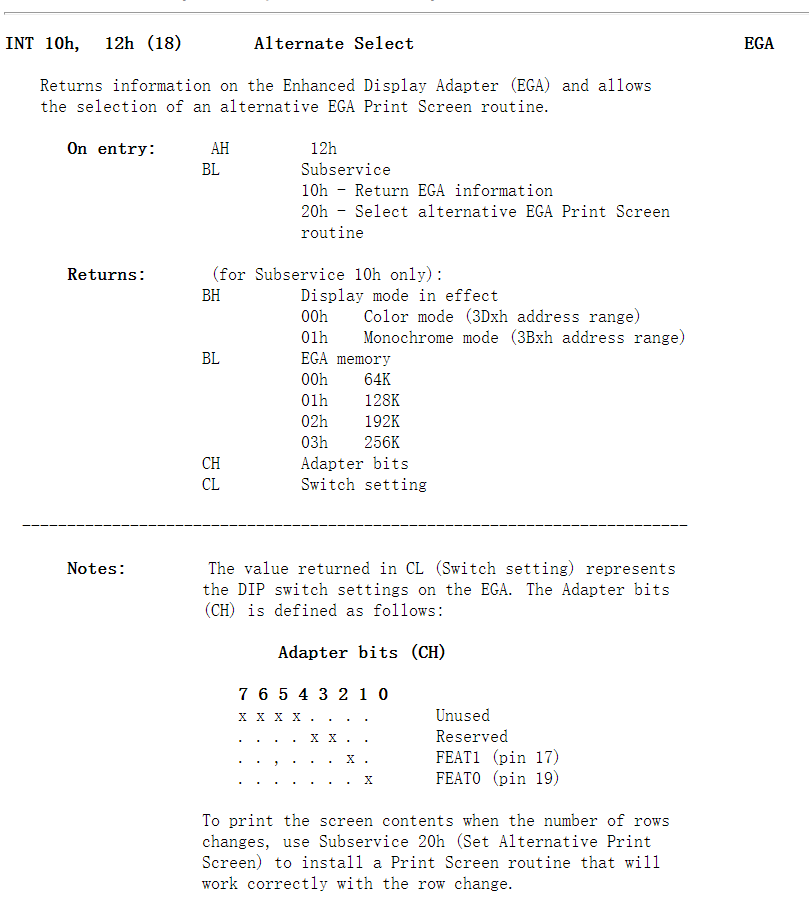 INT 10h,   12h (18)        Alternate Select                                    EGA
Returns information on the Enhanced Display Adapter (EGA) and allows
the selection of an alternative EGA Print Screen routine.
On entry:      AH         12h
BL         Subservice
10h - Return EGA information
20h - Select alternative EGA Print Screen
routine
Returns:       (for Subservice 10h only):
BH         Display mode in effect
00h    Color mode (3Dxh address range)
01h    Monochrome mode (3Bxh address range)
BL         EGA memory
00h    64K
01h    128K
02h    192K
03h    256K
CH         Adapter bits
CL         Switch setting
--------------------------------------------------------------------------
Notes:         The value returned in CL (Switch setting) represents
the DIP switch settings on the EGA. The Adapter bits
(CH) is defined as follows:
Adapter bits (CH)
7 6 5 4 3 2 1 0
x x x x . . . .       Unused
. . . . x x . .       Reserved
. . , . . . x .       FEAT1 (pin 17)
. . . . . . . x       FEAT0 (pin 19)
To print the screen contents when the number of rows
changes, use Subservice 20h (Set Alternative Print
Screen) to install a Print Screen routine that will
work correctly with the row change.